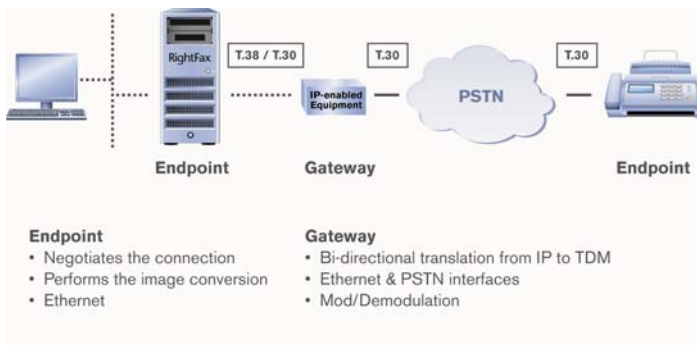 RightFax
T.38 / T.30
T.30
T.30
IP-enabled
Equipment
PSTN
Endpoint
Gateway
Endpoint
Endpoint
• Negotiates the connection
• Performs the image conversion
• Ethernet
Gateway
• Bi-directional translation from IP to TDM
• Ethernet & PSTN interfaces
• Mod/Demodulation